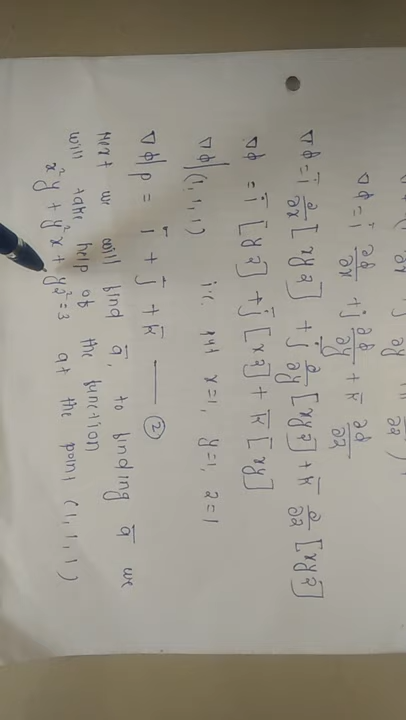 ∇φ = i̅ ∂φ/∂x + j̅ ∂φ/∂y + k̅ ∂φ/∂z
∇φ = i̅ ∂/∂x [xyz] + j̅ ∂/∂y [xyz] + k̅ ∂/∂z [xyz]
∇φ = i̅ [yz] + j̅ [xz] + k̅ [xy]
∇φ|(1, 1, 1) i.e. put x=1, y=1, z=1
∇φ|p = i̅ + j̅ + k̅ —— ②
Next we will find a̅, to finding a̅ we
will take help of the function
x²y + y²x + yz² = 3 at the point (1, 1, 1)